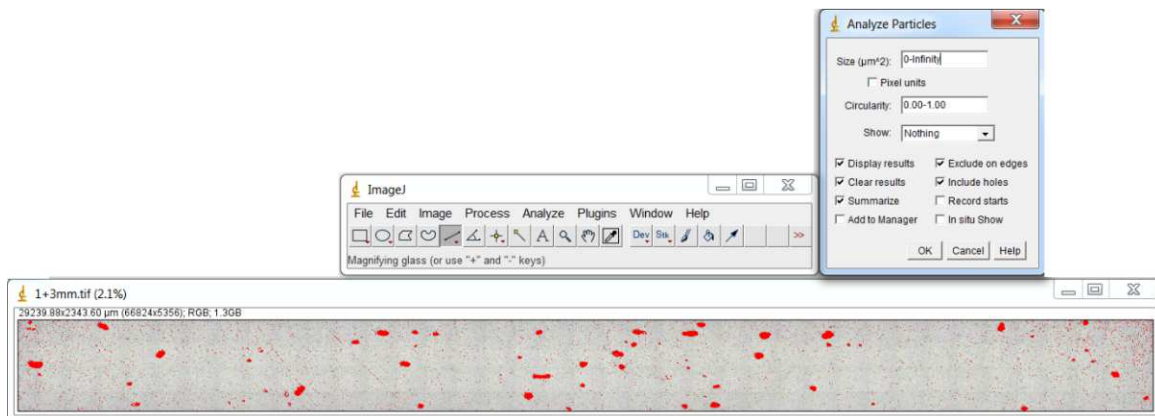 Analyze Particles
Size (µm^2): 0-Infinity
Pixel units
Circularity: 0.00-1.00
Show: Nothing
Display results Exclude on edges
Clear results Include holes
Summarize Record starts
Add to Manager In situ Show
OK Cancel Help
ImageJ
File Edit Image Process Analyze Plugins Window Help
A Dev Stk >>
Magnifying glass (or use "+" and "-" keys)
1+3mm.tif (2.1%)
29239.88x2343.60 µm (66824x5356); RGB; 1.3GB